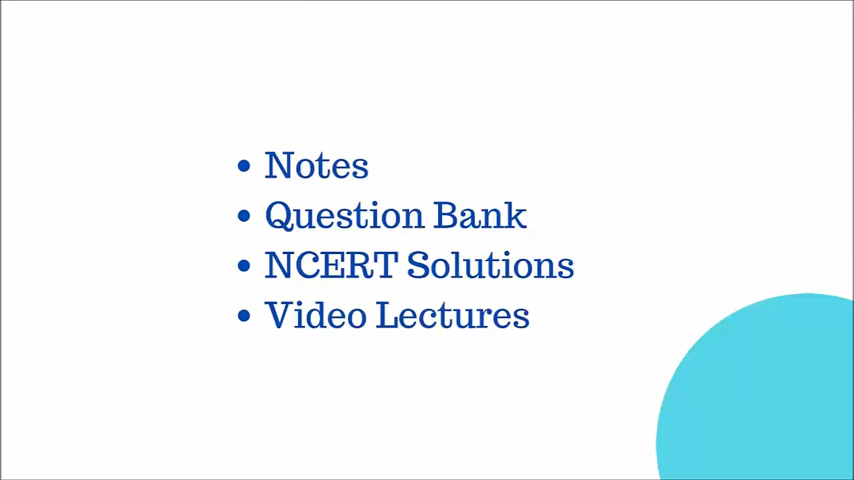 • Notes
• Question Bank
• NCERT Solutions
• Video Lectures